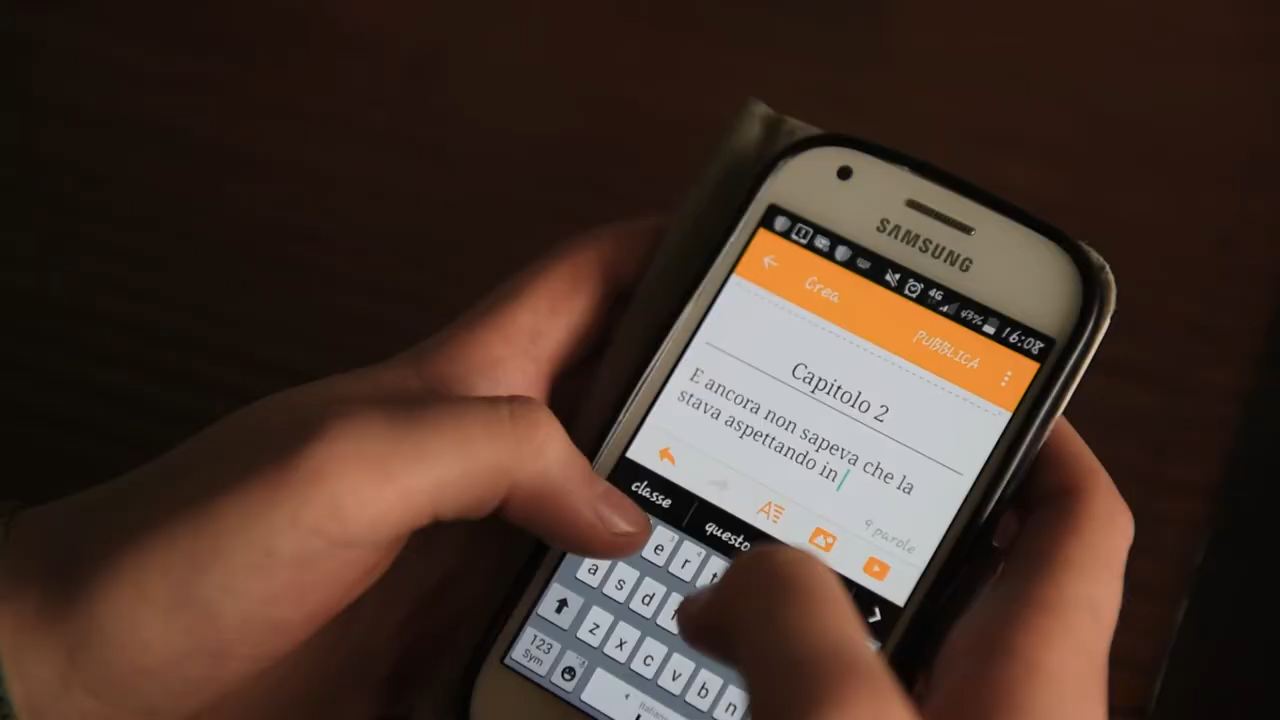 SAMSUNG
4G 43% 16:08
Crea
PUBBLICA
Capitolo 2
E ancora non sapeva che la
stava aspettando in
9 parole
classe questo
e r t
a s d f
z x c v b n
123
Sym